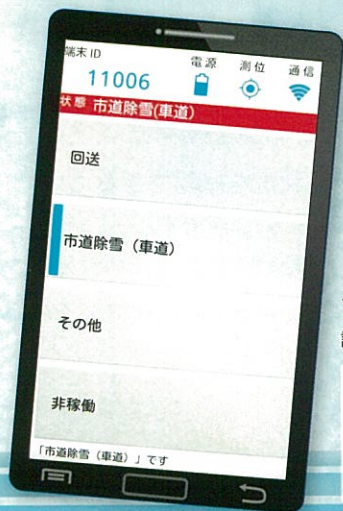 端末 ID 電源 測位 通信
11006
状態 市道除雪(車道)
回送
市道除雪（車道）
その他
非稼働
「市道除雪（車道）」です